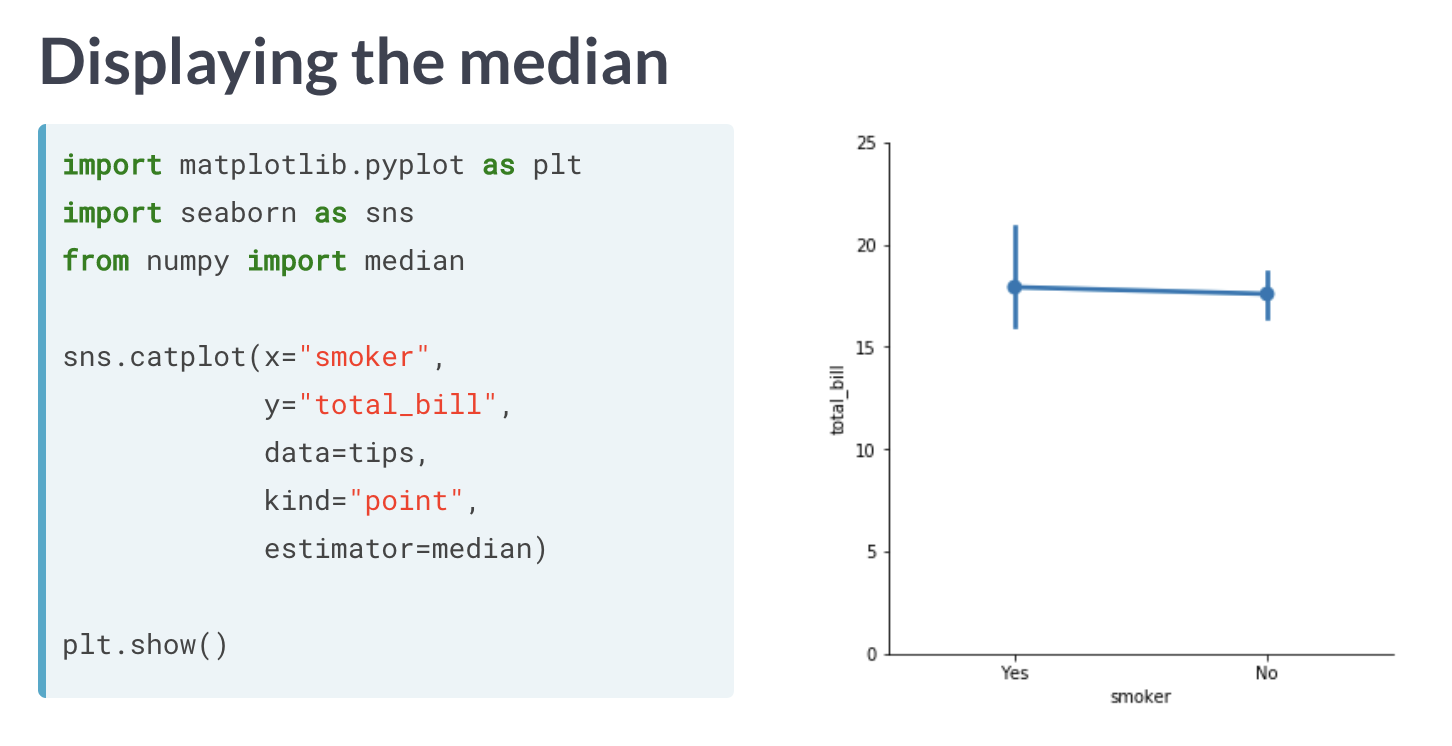 Displaying the median
import matplotlib.pyplot as plt
import seaborn as sns
from numpy import median
sns.catplot(x="smoker",
y="total_bill",
data=tips,
kind="point",
estimator=median)
plt.show()
25
20
15
10
5
0
total_bill
Yes No
smoker